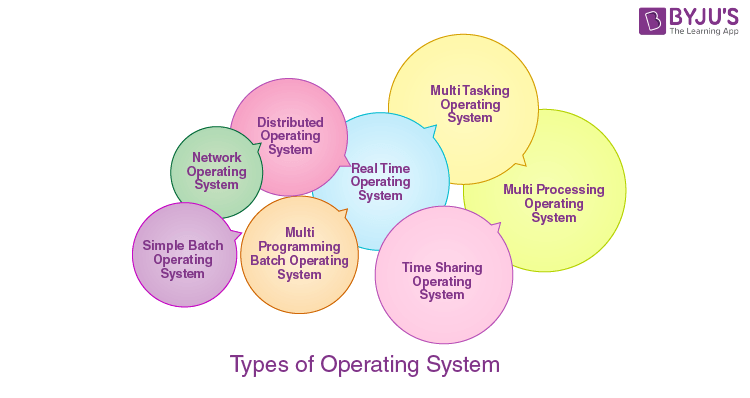 BYJU'S
The Learning App
Multi Tasking
Operating
System
Distributed
Operating
System
Network
Operating
System
Real Time
Operating
System
Multi Processing
Operating
System
Simple Batch
Operating
System
Multi
Programming
Batch Operating
System
Time Sharing
Operating
System
Types of Operating System